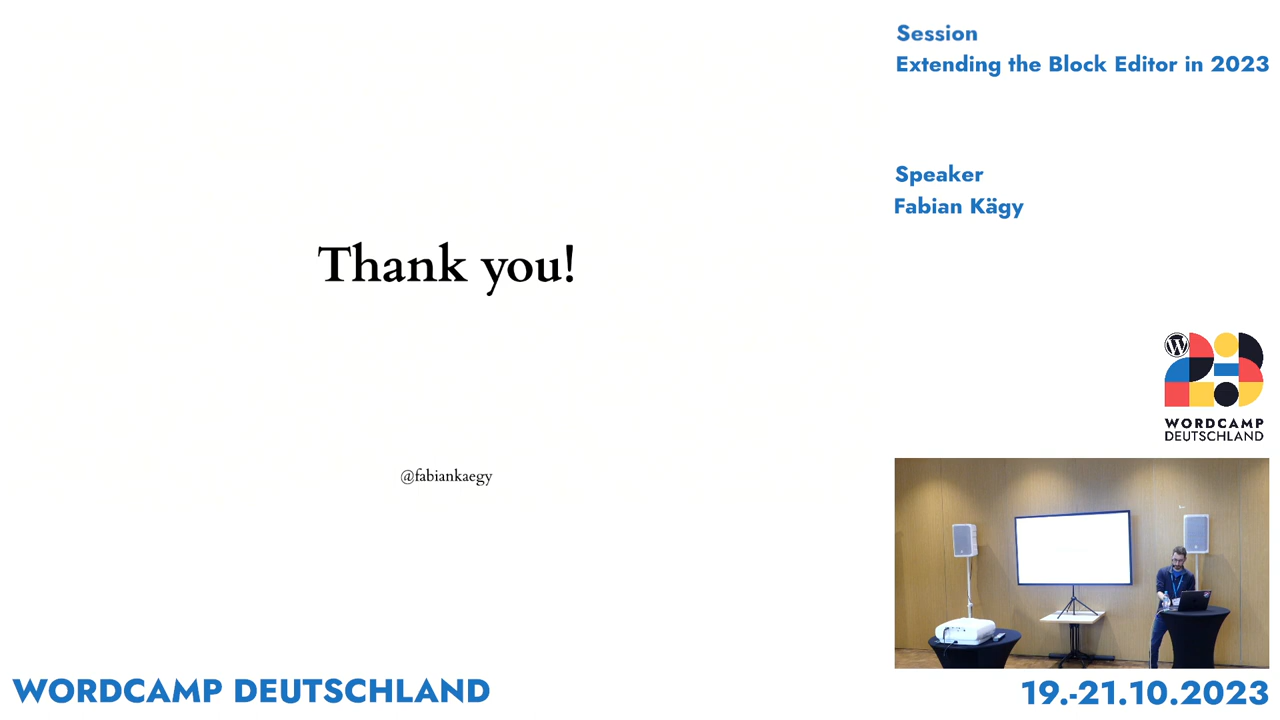 Session
Extending the Block Editor in 2023
Speaker
Fabian Kägy
Thank you!
@fabiankaegy
W
WORDCAMP
DEUTSCHLAND
WORDCAMP DEUTSCHLAND
19.-21.10.2023